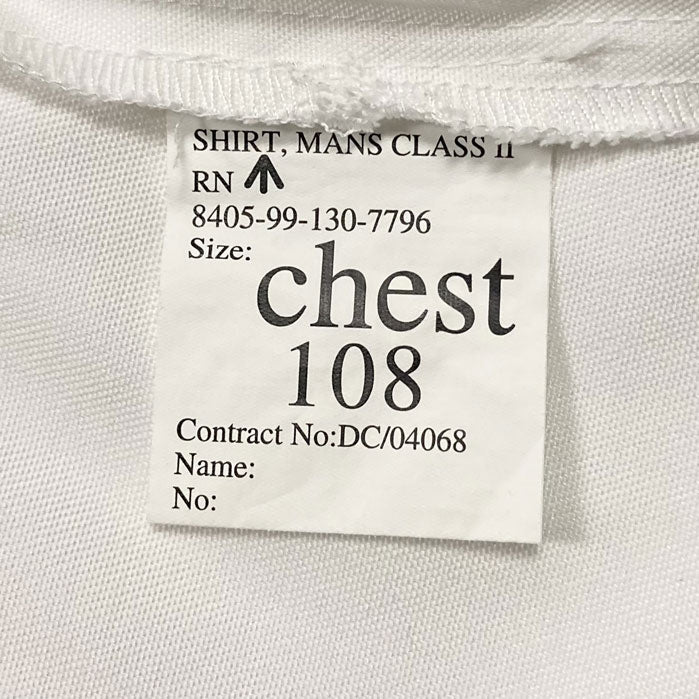 SHIRT, MANS CLASS II
RN
8405-99-130-7796
Size:
chest
108
Contract No:DC/04068
Name:
No: